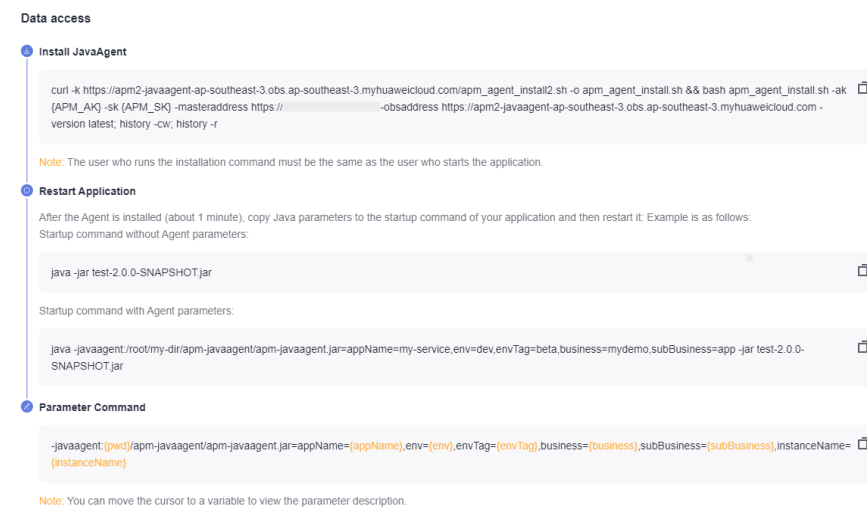 Data access
Install JavaAgent
curl -k https://apm2-javaagent-ap-southeast-3.obs.ap-southeast-3.myhuaweicloud.com/apm_agent_install2.sh -o apm_agent_install.sh && bash apm_agent_install.sh -ak
{APM_AK} -sk {APM_SK} -masteraddress https:// -obsaddress https://apm2-javaagent-ap-southeast-3.obs.ap-southeast-3.myhuaweicloud.com -
version latest; history -cw; history -r
Note: The user who runs the installation command must be the same as the user who starts the application.
Restart Application
After the Agent is installed (about 1 minute), copy Java parameters to the startup command of your application and then restart it: Example is as follows:
Startup command without Agent parameters:
java -jar test-2.0.0-SNAPSHOT.jar
Startup command with Agent parameters:
java -javaagent:/root/my-dir/apm-javaagent/apm-javaagent.jar=appName=my-service,env=dev,envTag=beta,business=mydemo,subBusiness=app -jar test-2.0.0-
SNAPSHOT.jar
Parameter Command
-javaagent:{pwd}/apm-javaagent/apm-javaagent.jar=appName={appName},env={env},envTag={envTag},business={business},subBusiness={subBusiness},instanceName=
{instanceName}
Note: You can move the cursor to a variable to view the parameter description.